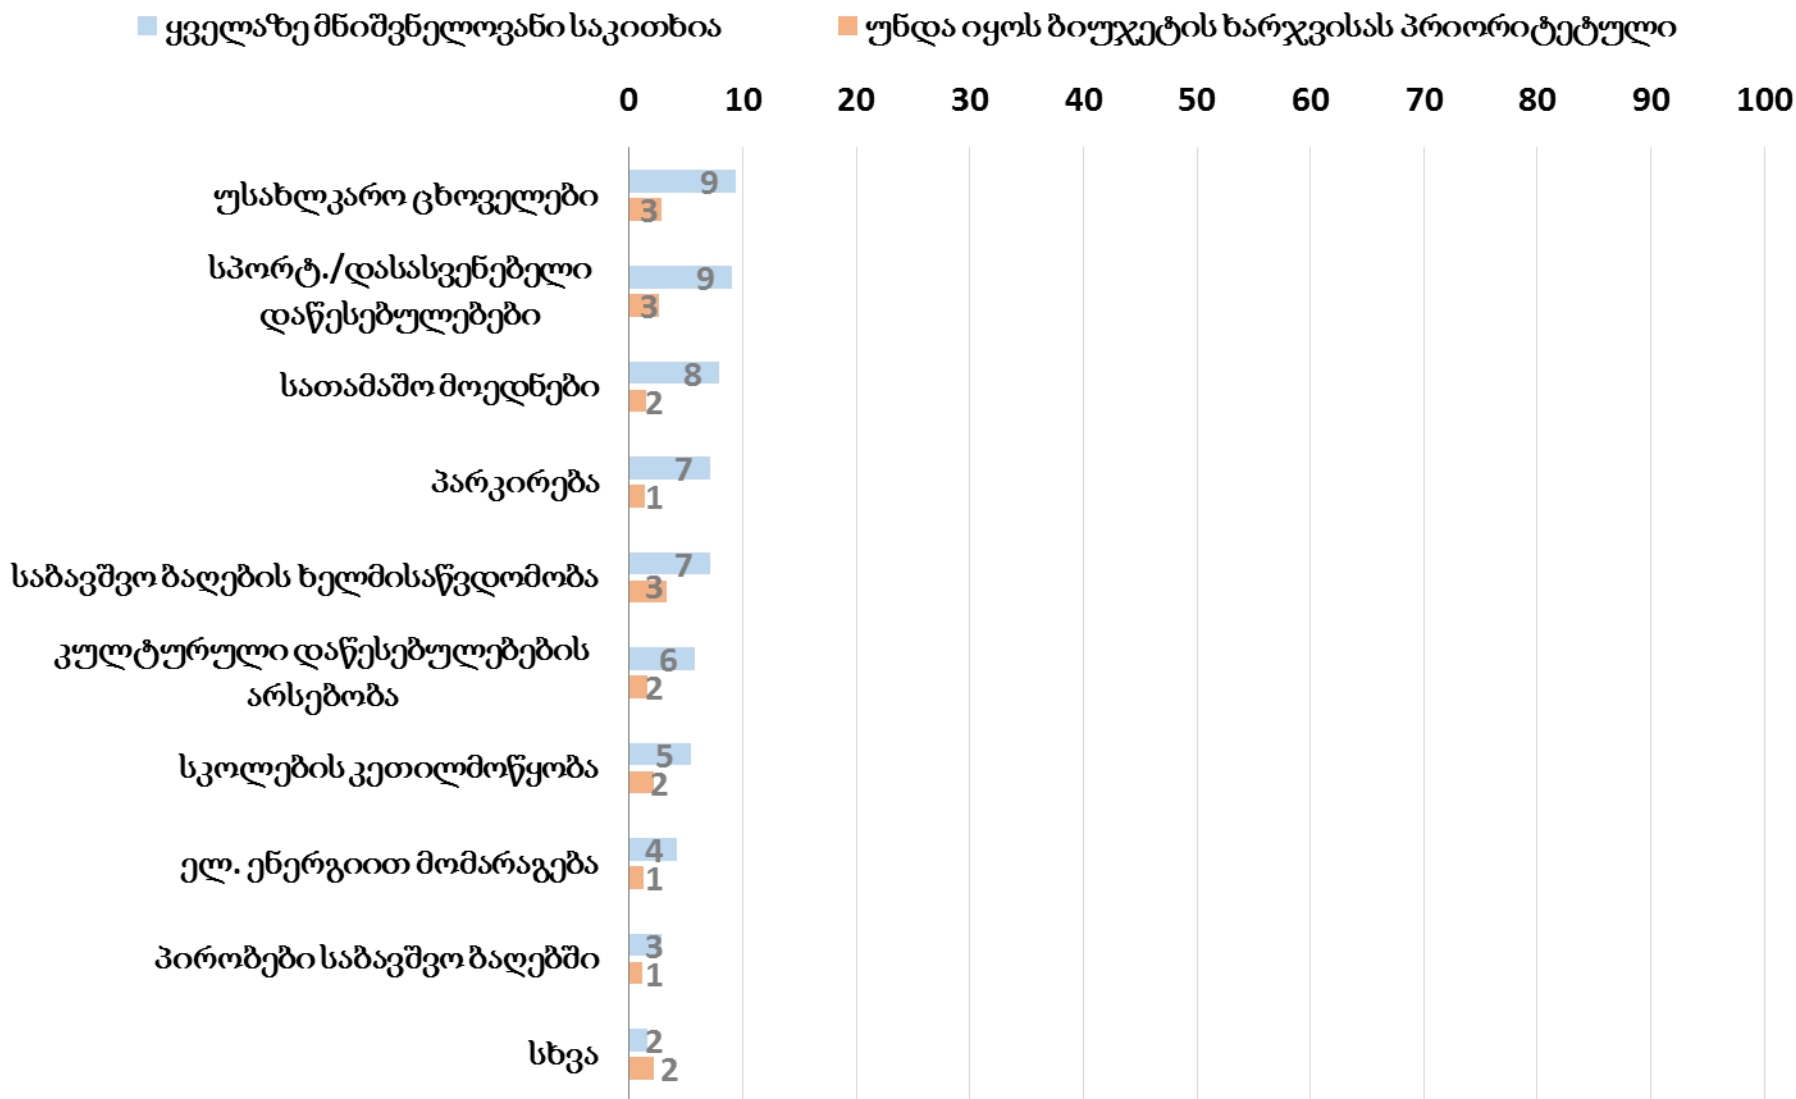 ყველაზე მნიშვნელოვანი საკითხია უნდა იყოს ბიუჯეტის ხარჯვისას პრიორიტეტული
0 10 20 30 40 50 60 70 80 90 100
უსახლკარო ცხოველები
9
3
სპორტ./დასასვენებელი
დაწესებულებები
9
3
სათამაშო მოედნები
8
2
პარკირება
7
1
საბავშვო ბაღების ხელმისაწვდომობა
7
3
კულტურული დაწესებულებების
არსებობა
6
2
სკოლების კეთილმოწყობა
5
2
ელ. ენერგიით მომარაგება
4
1
პირობები საბავშვო ბაღებში
3
1
სხვა
2
2